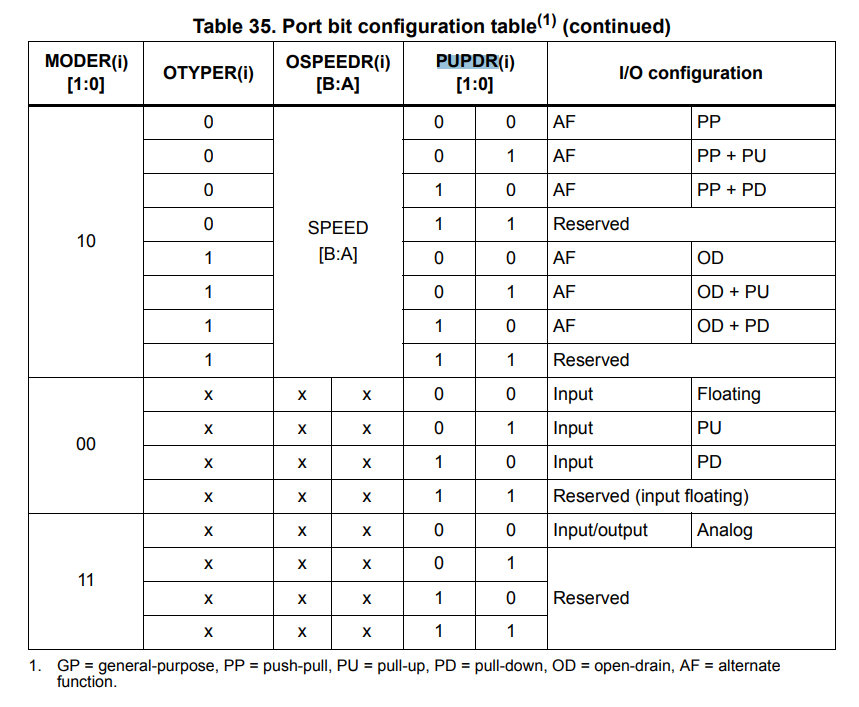 Table 35. Port bit configuration table(1) (continued)
MODER(i) [1:0] OTYPER(i) OSPEEDR(i) [B:A] PUPDR(i) [1:0] I/O configuration
10 0 SPEED [B:A] 0 0 AF PP
0 0 1 AF PP + PU
0 1 0 AF PP + PD
0 1 1 Reserved
1 0 0 AF OD
1 0 1 AF OD + PU
1 1 0 AF OD + PD
1 1 1 Reserved
00 x x x 0 0 Input Floating
x x x 0 1 Input PU
x x x 1 0 Input PD
x x x 1 1 Reserved (input floating)
11 x x x 0 0 Input/output Analog
x x x 0 1 Reserved
x x x 1 0
x x x 1 1
1. GP = general-purpose, PP = push-pull, PU = pull-up, PD = pull-down, OD = open-drain, AF = alternate
function.